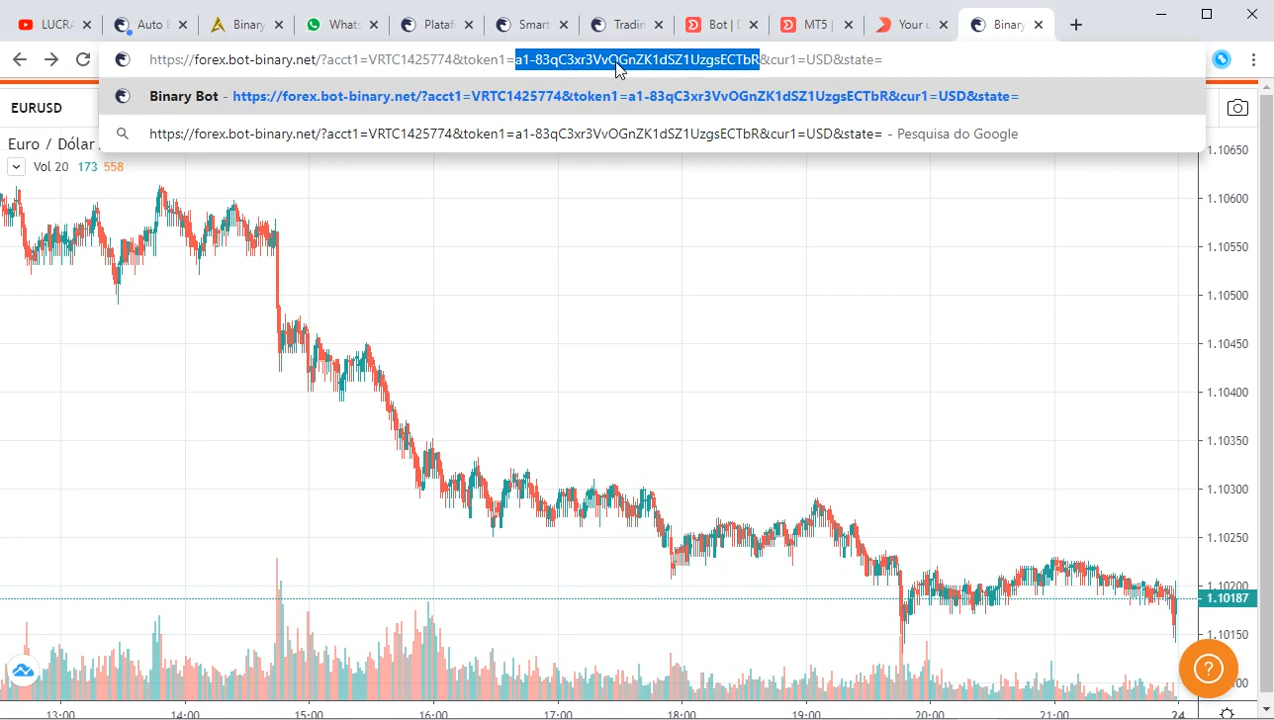 LUCRA
Auto B
Binary
Whats
Plataf
Smart
Tradin
Bot | D
MT5 |
Your u
Binary
https://forex.bot-binary.net/?acct1=VRTC1425774&token1=a1-83qC3xr3VvOGnZK1dSZ1UzgsECTbR&cur1=USD&state=
Binary Bot - https://forex.bot-binary.net/?acct1=VRTC1425774&token1=a1-83qC3xr3VvOGnZK1dSZ1UzgsECTbR&cur1=USD&state=
https://forex.bot-binary.net/?acct1=VRTC1425774&token1=a1-83qC3xr3VvOGnZK1dSZ1UzgsECTbR&cur1=USD&state= - Pesquisa do Google
EURUSD
Euro / Dólar
Vol 20 173 558
1.10650
1.10600
1.10550
1.10500
1.10450
1.10400
1.10350
1.10300
1.10250
1.10200
1.10187
1.10150
13:00 14:00 15:00 16:00 17:00 18:00 19:00 20:00 21:00 24